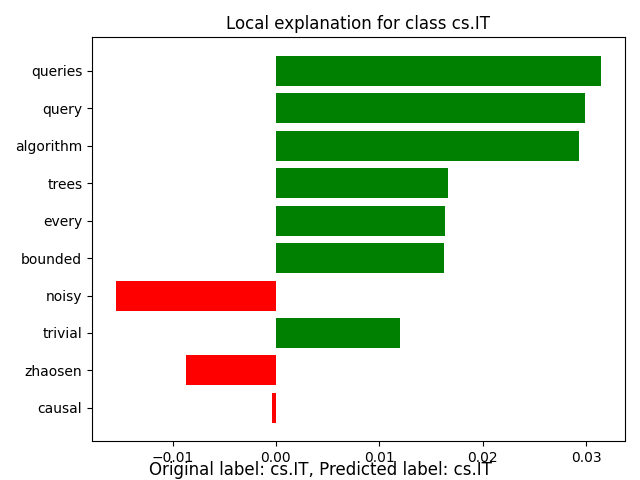 Local explanation for class cs.IT
queries
query
algorithm
trees
every
bounded
noisy
trivial
zhaosen
causal
−0.01 0.00 0.01 0.02 0.03
Original label: cs.IT, Predicted label: cs.IT